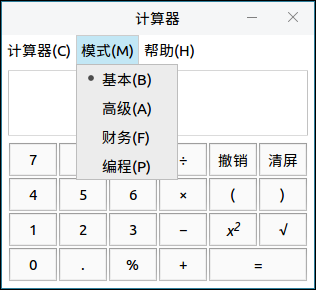 计算器
计算器(C) 模式(M) 帮助(H)
基本(B)
高级(A)
财务(F)
编程(P)
7 ÷ 撤销 清屏
4 5 6 × ( )
1 2 3 − x² √
0 . % + =